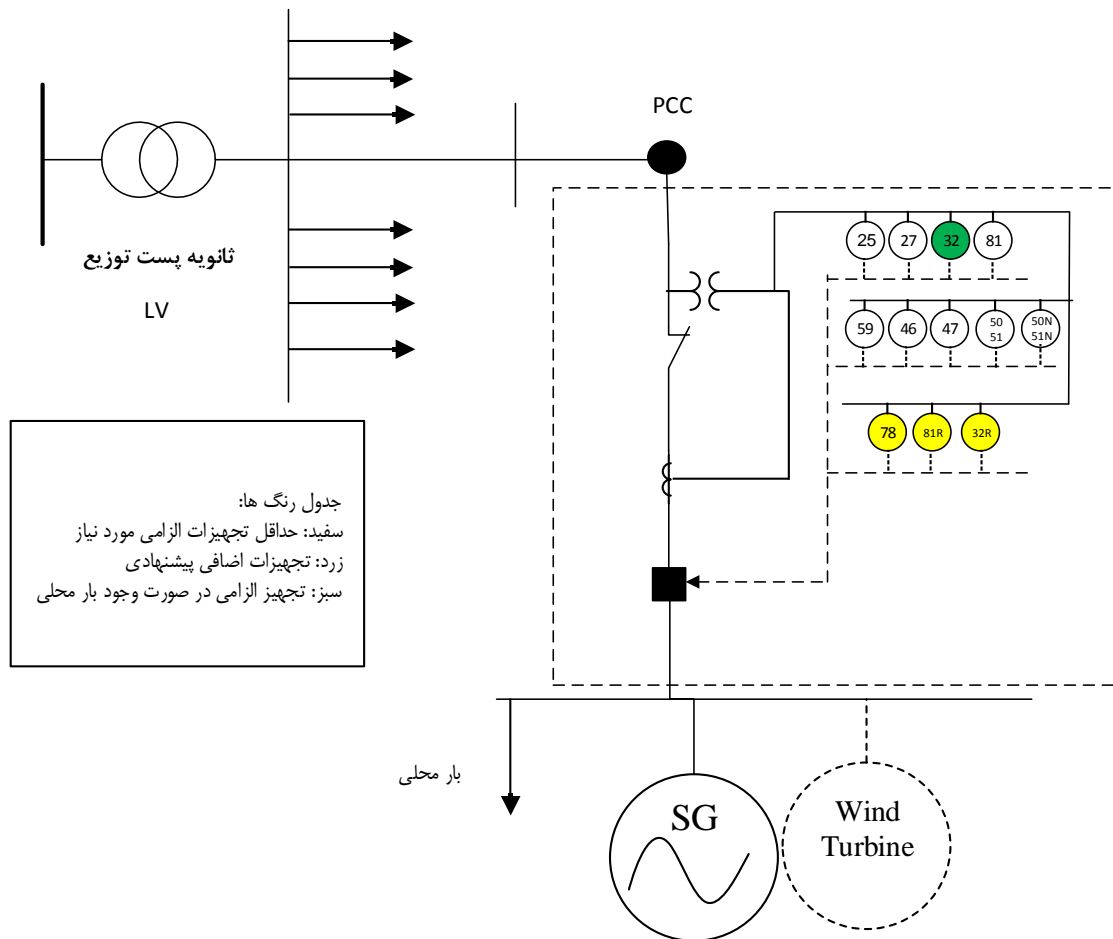 PCC
ثانویه پست توزیع
LV
25 27 32 81
59 46 47 50 50N
51 51N
78 81R 32R
جدول رنگ ها:
سفید: حداقل تجهیزات الزامی مورد نیاز
زرد: تجهیزات اضافی پیشنهادی
سبز: تجهیز الزامی در صورت وجود بار محلی
بار محلی
SG
Wind
Turbine